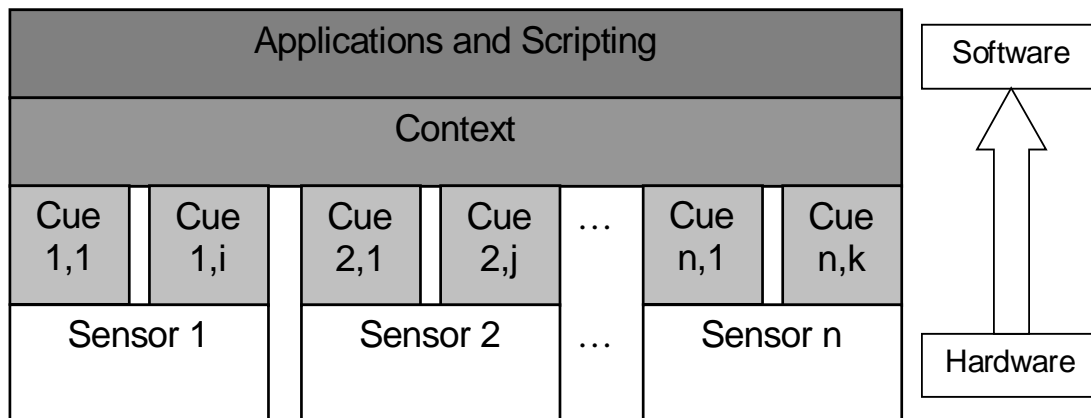 Applications and Scripting
Software
Context
Cue Cue Cue Cue ... Cue Cue
1,1 1,i 2,1 2,j n,1 n,k
Sensor 1 Sensor 2 ... Sensor n
Hardware